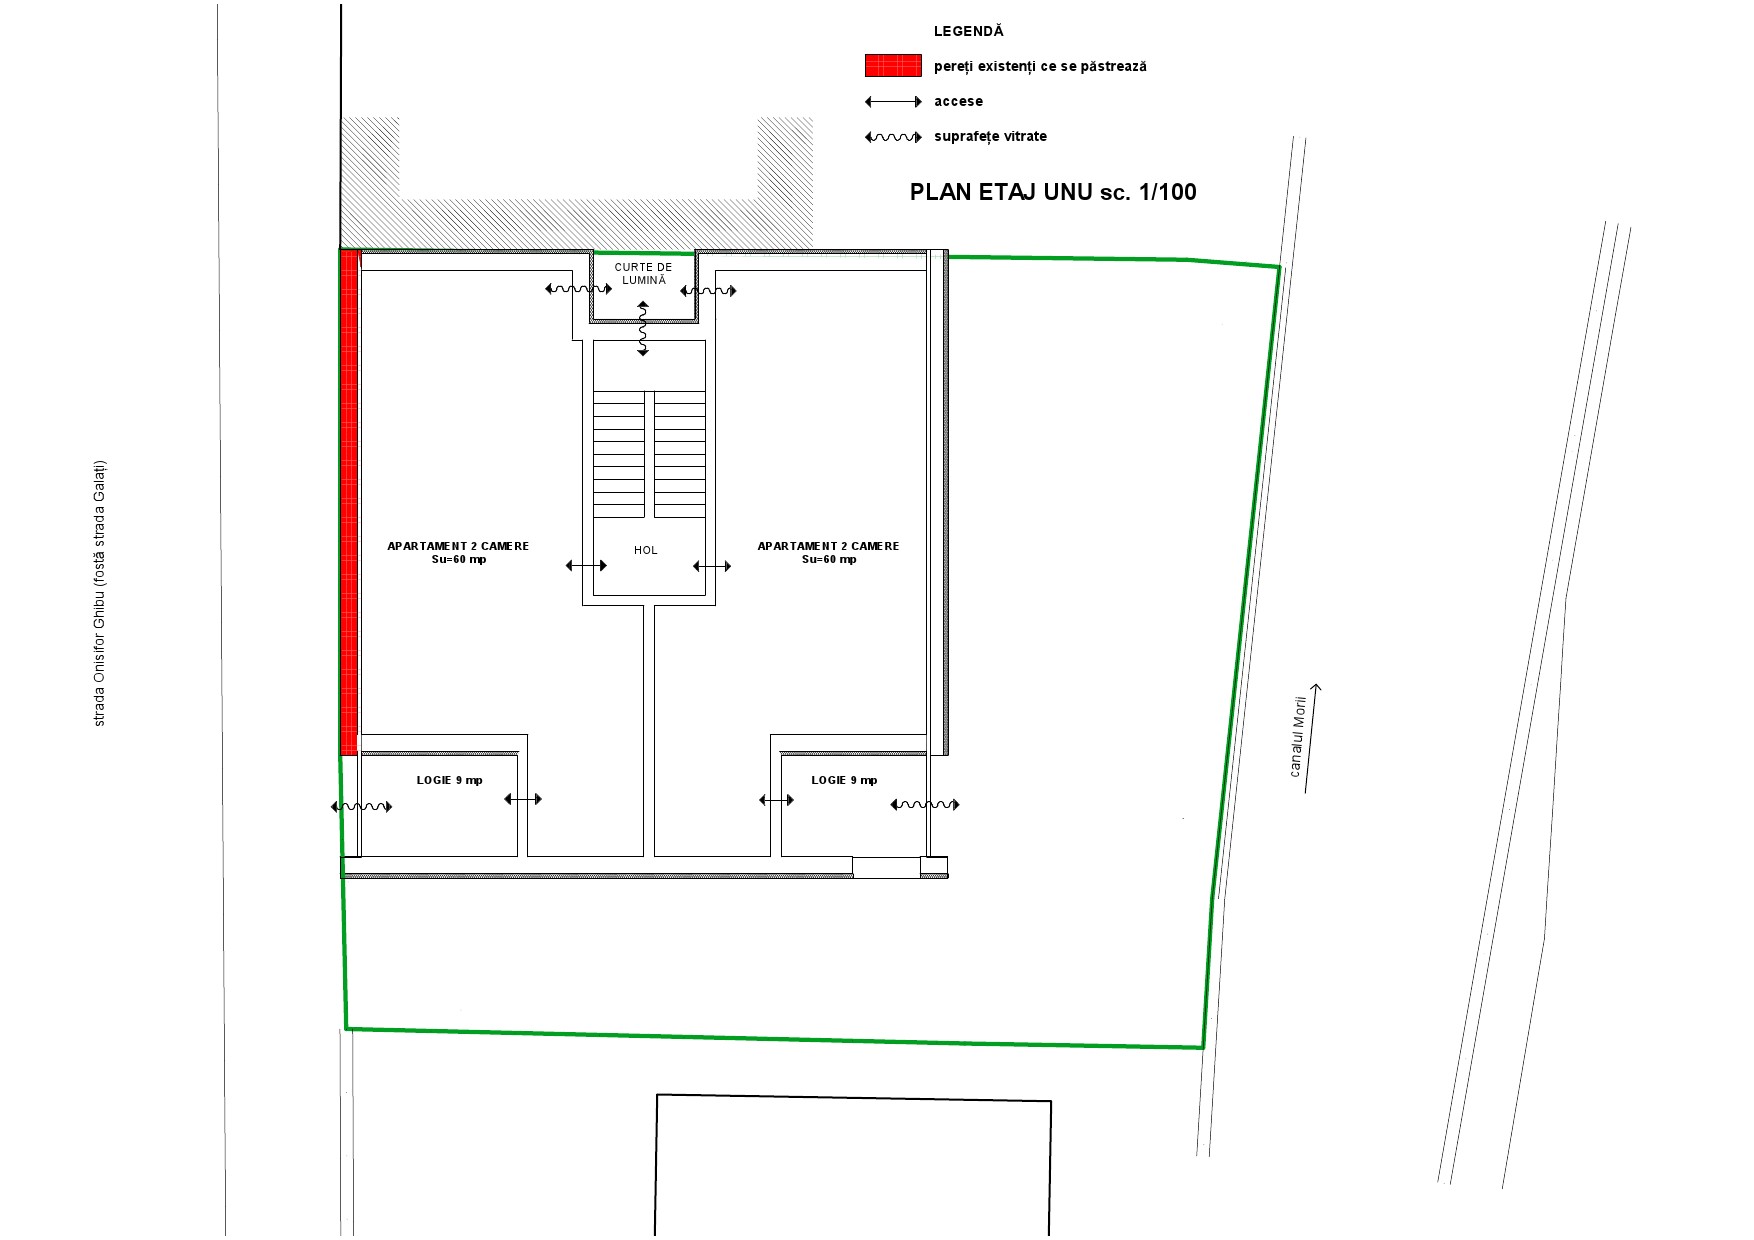 LEGENDĂ
pereți existenți ce se păstrează
accese
suprafețe vitrate
PLAN ETAJ UNU sc. 1/100
CURTE DE
LUMINĂ
strada Onisifor Ghibu (fostă strada Galați)
APARTAMENT 2 CAMERE
Su=60 mp
HOL
APARTAMENT 2 CAMERE
Su=60 mp
canalul Morii
LOGIE 9 mp
LOGIE 9 mp